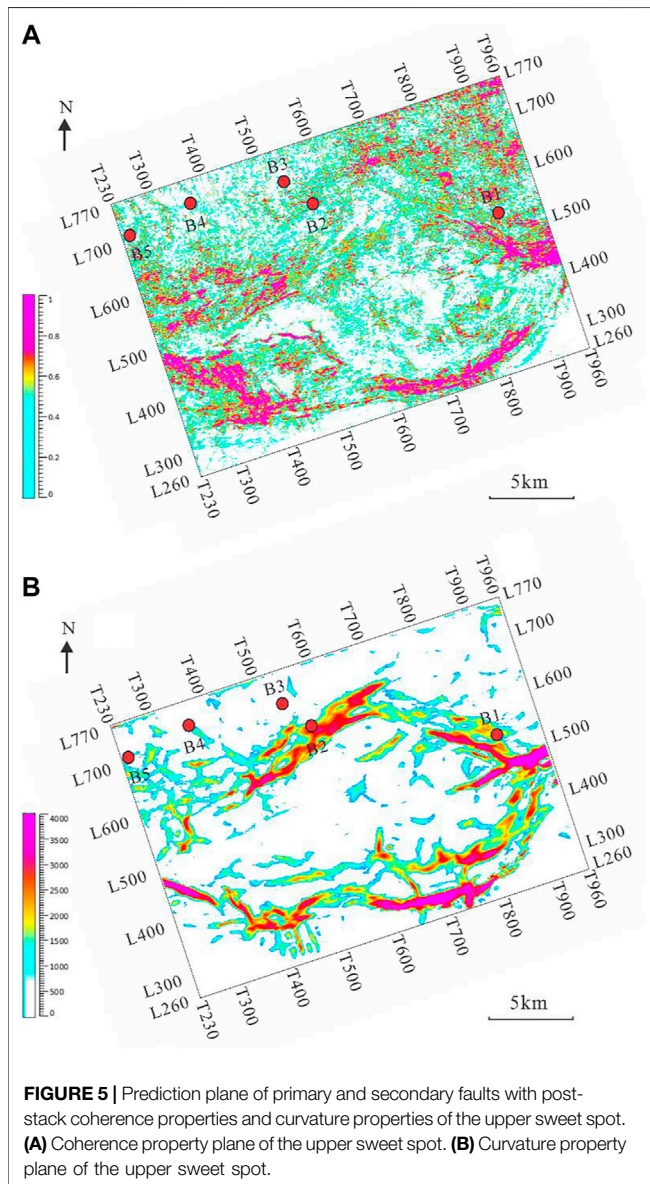 A
N
T230 T300 T400 T500 T600 T700 T800 T900 T960
L770 L700 L600 L500 L400 L300 L260
L770 L700 L600 L500 L400 L300 L260
B3
B4
B2
B1
B5
1
0.8
0.6
0.4
0.2
0
T230 T300 T400 T500 T600 T700 T800 T900 T960
5km
B
N
T230 T300 T400 T500 T600 T700 T800 T900 T960
L770 L700 L600 L500 L400 L300 L260
L770 L700 L600 L500 L400 L300 L260
B3
B4
B2
B1
B5
4000
3500
3000
2500
2000
1500
1000
500
0
T230 T300 T400 T500 T600 T700 T800 T900 T960
5km
FIGURE 5 | Prediction plane of primary and secondary faults with post-
stack coherence properties and curvature properties of the upper sweet spot.
(A) Coherence property plane of the upper sweet spot. (B) Curvature property
plane of the upper sweet spot.